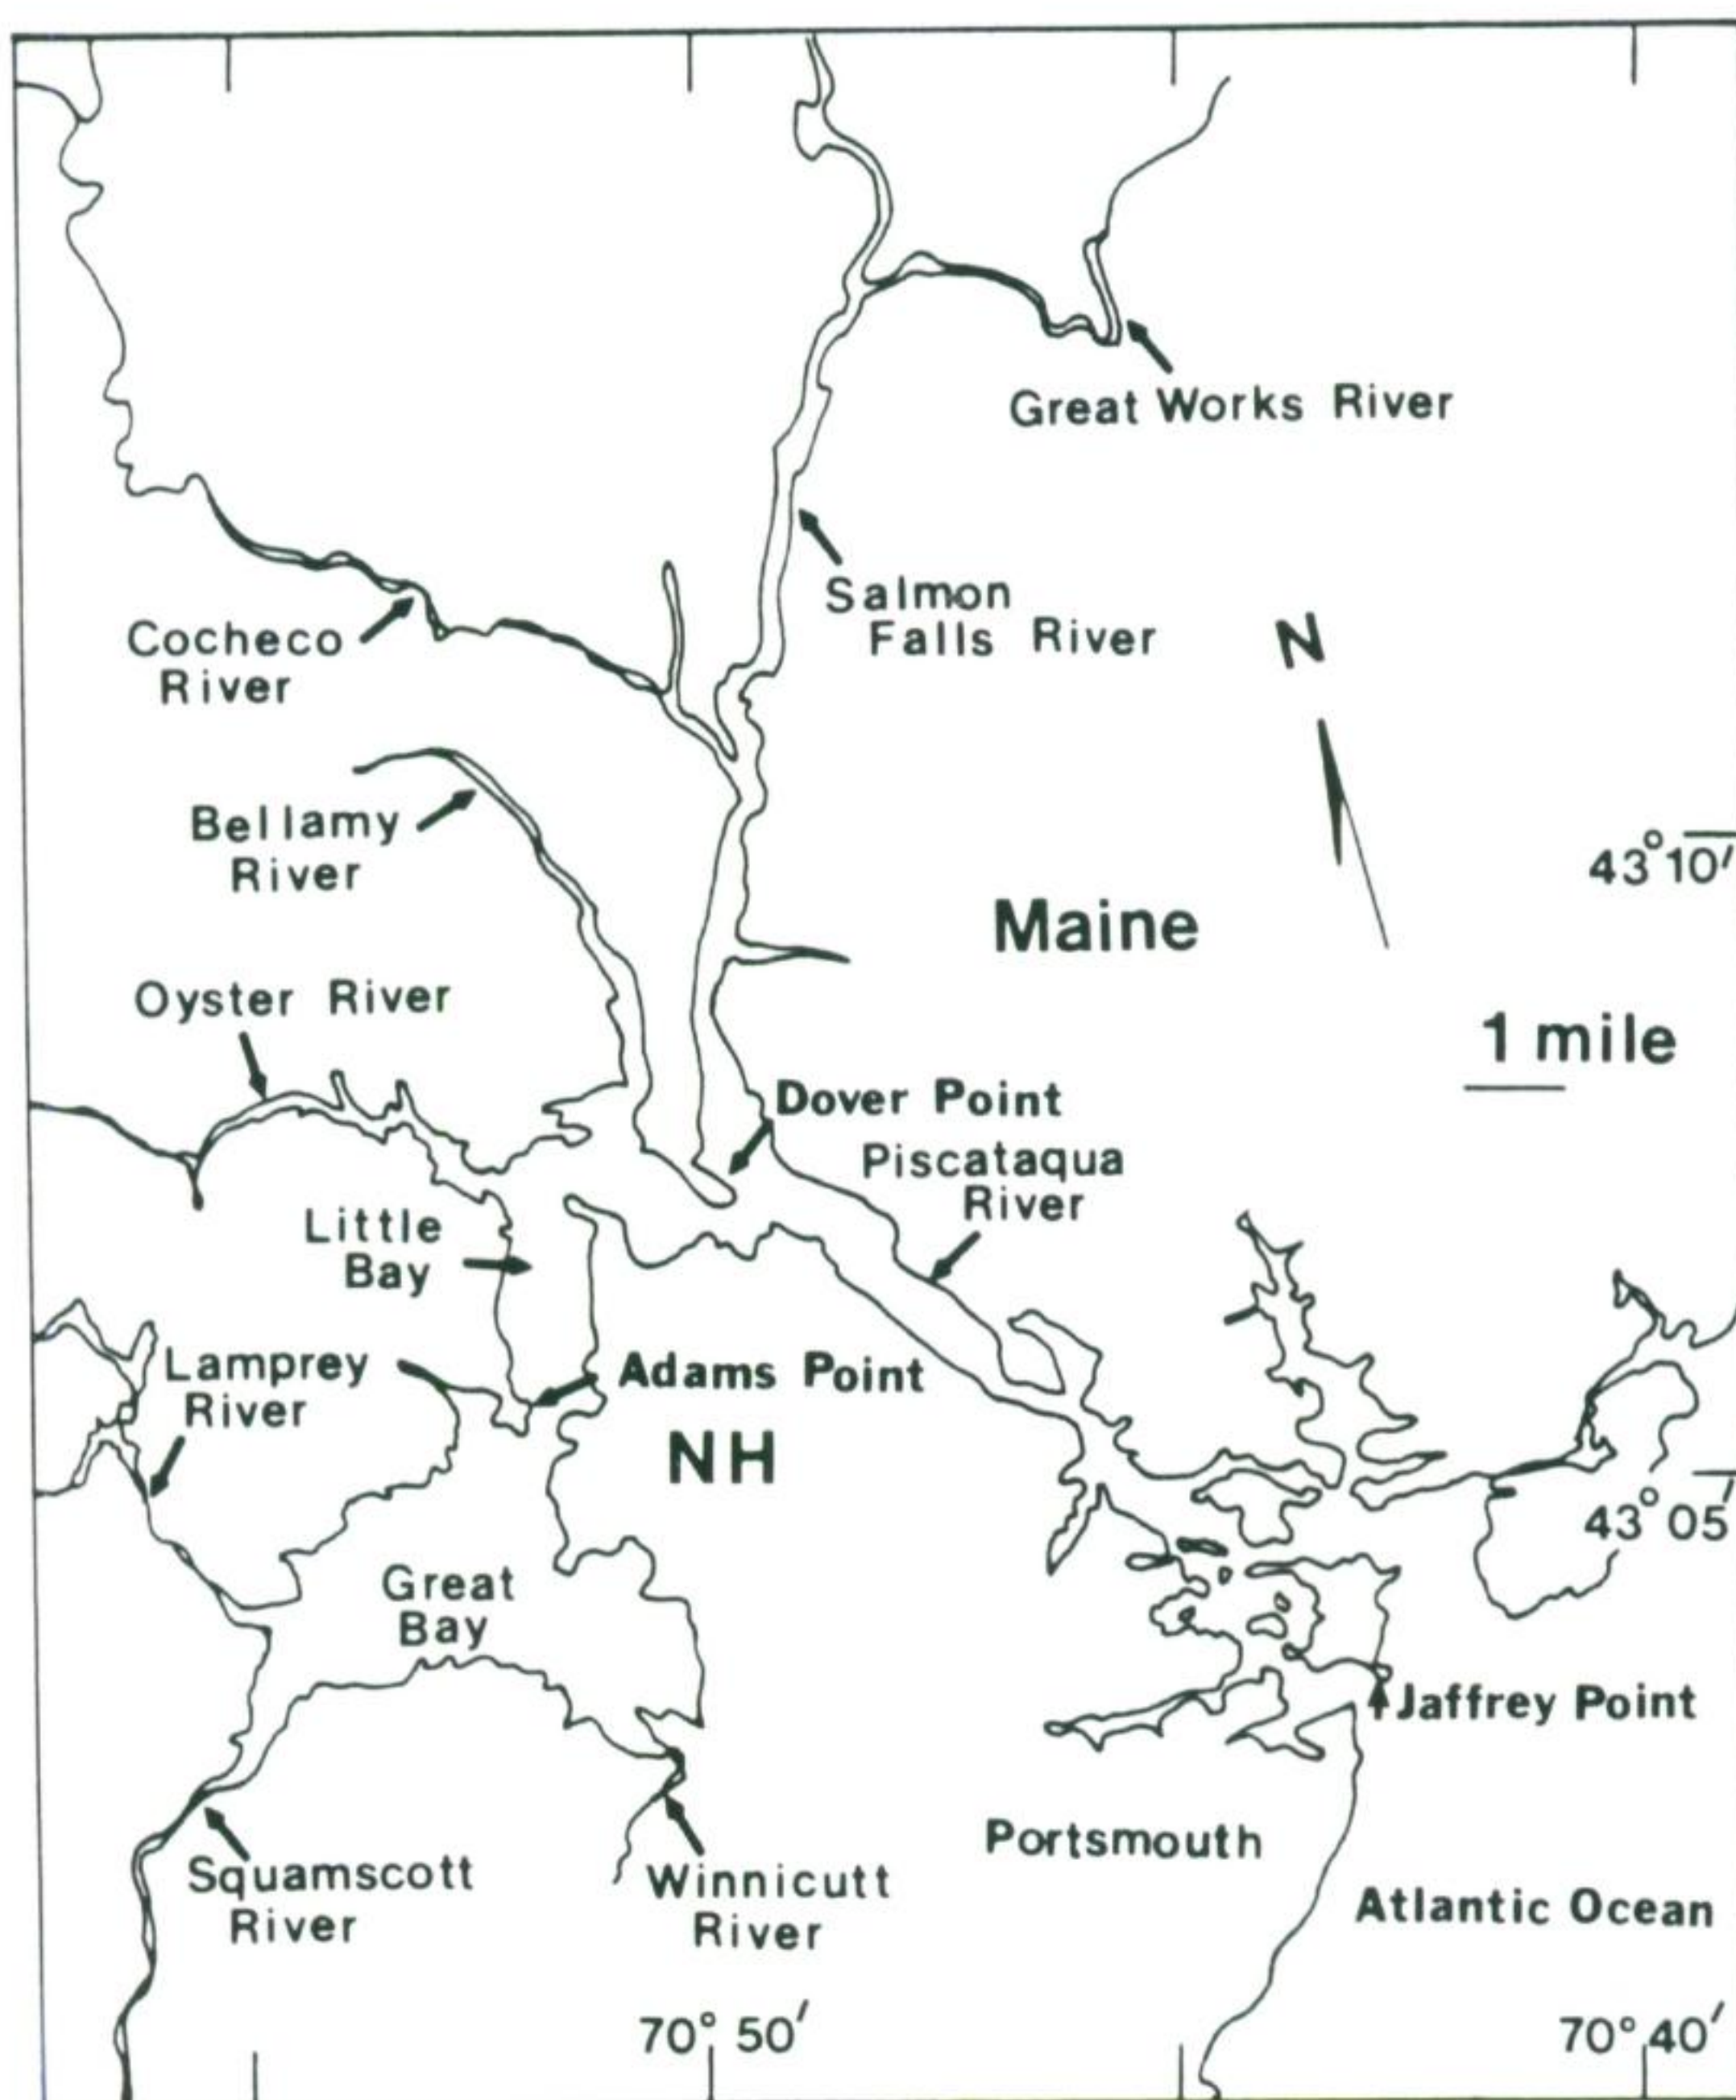 Great Works River
Salmon
Falls River
N
Cocheco
River
Bellamy
River
43°10'
Maine
Oyster River
1 mile
Dover Point
Piscataqua
River
Little
Bay
Lamprey
River
Adams Point
NH
43°05'
Great
Bay
Jaffrey Point
Portsmouth
Squamscott
River
Winnicutt
River
Atlantic Ocean
70°50'
70°40'